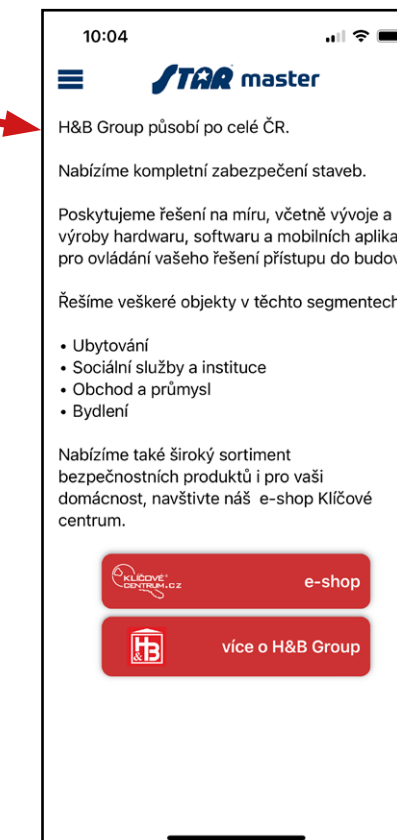 10:04
STAR master
H&B Group působí po celé ČR.
Nabízíme kompletní zabezpečení staveb.
Poskytujeme řešení na míru, včetně vývoje a
výroby hardwaru, softwaru a mobilních aplika
pro ovládání vašeho řešení přístupu do budov
Řešíme veškeré objekty v těchto segmentech
• Ubytování
• Sociální služby a instituce
• Obchod a průmysl
• Bydlení
Nabízíme také široký sortiment
bezpečnostních produktů i pro vaši
domácnost, navštivte náš e-shop Klíčové
centrum.
KLÍČOVÉ
CENTRUM.CZ
e-shop
H&B
více o H&B Group